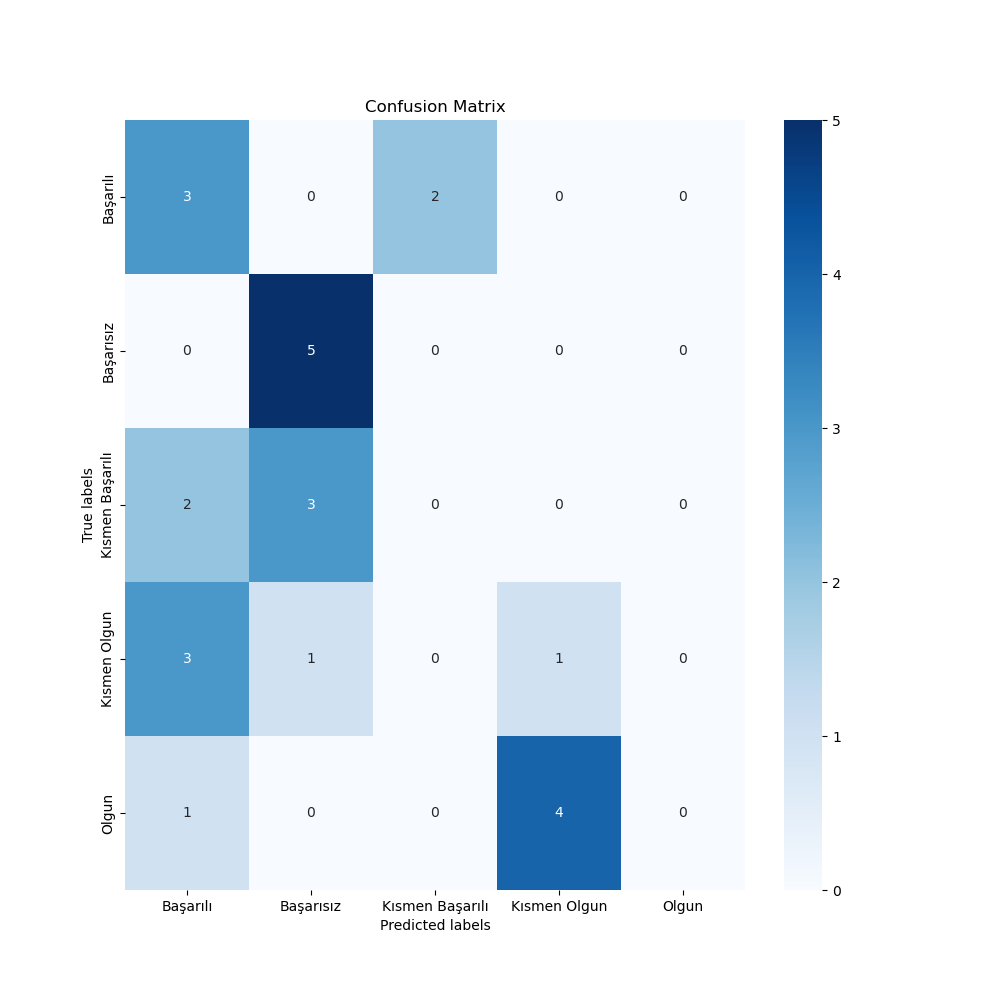 Confusion Matrix
True labels
Başarılı
3 0 2 0 0
Başarısız
0 5 0 0 0
Kısmen Başarılı
2 3 0 0 0
Kısmen Olgun
3 1 0 1 0
Olgun
1 0 0 4 0
Başarılı Başarısız Kısmen Başarılı Kısmen Olgun Olgun
Predicted labels
5
4
3
2
1
0